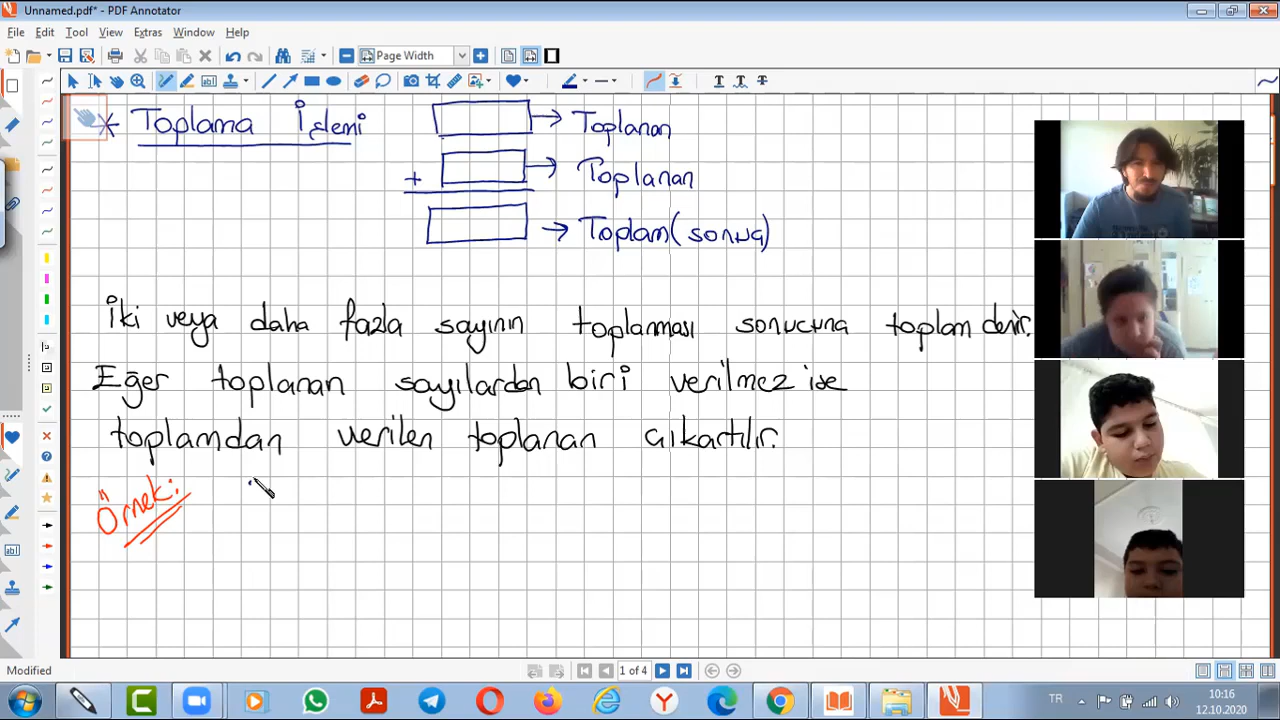 Unnamed.pdf* - PDF Annotator
File Edit Tool View Extras Window Help
Page Width
* Toplama İşlemi
→ Toplanan
+ → Toplanan
→ Toplam (sonuç)
İki veya daha fazla sayının toplanması sonucuna toplam denir.
Eğer toplanan sayılardan biri verilmez ise
toplamdan verilen toplanan çıkartılır.
Örnek:
Modified
1 of 4
TR
10:16
12.10.2020